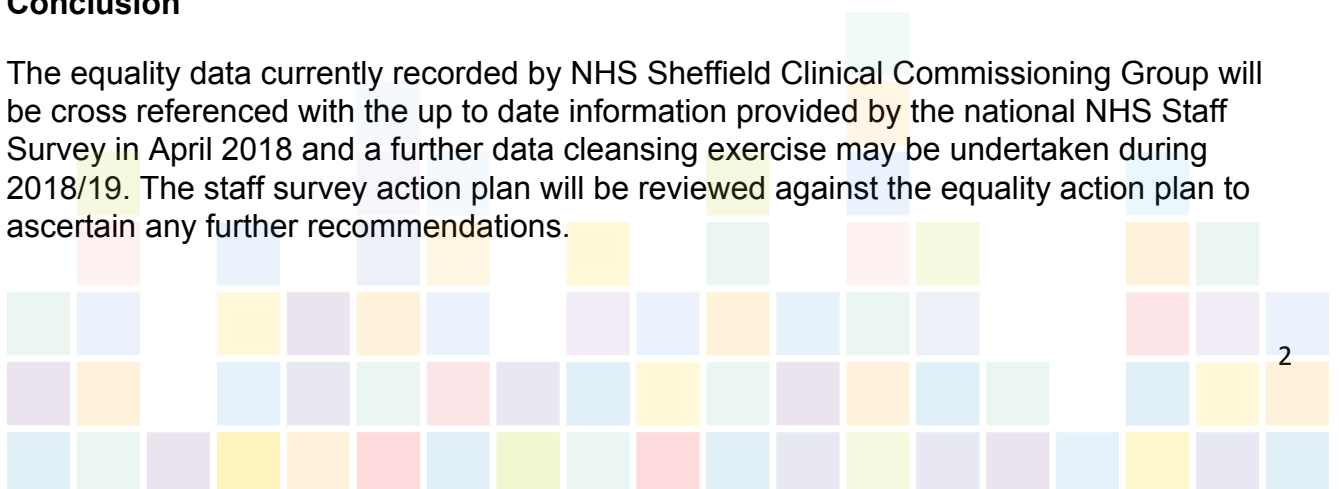 Conclusion
The equality data currently recorded by NHS Sheffield Clinical Commissioning Group will
be cross referenced with the up to date information provided by the national NHS Staff
Survey in April 2018 and a further data cleansing exercise may be undertaken during
2018/19. The staff survey action plan will be reviewed against the equality action plan to
ascertain any further recommendations.
2